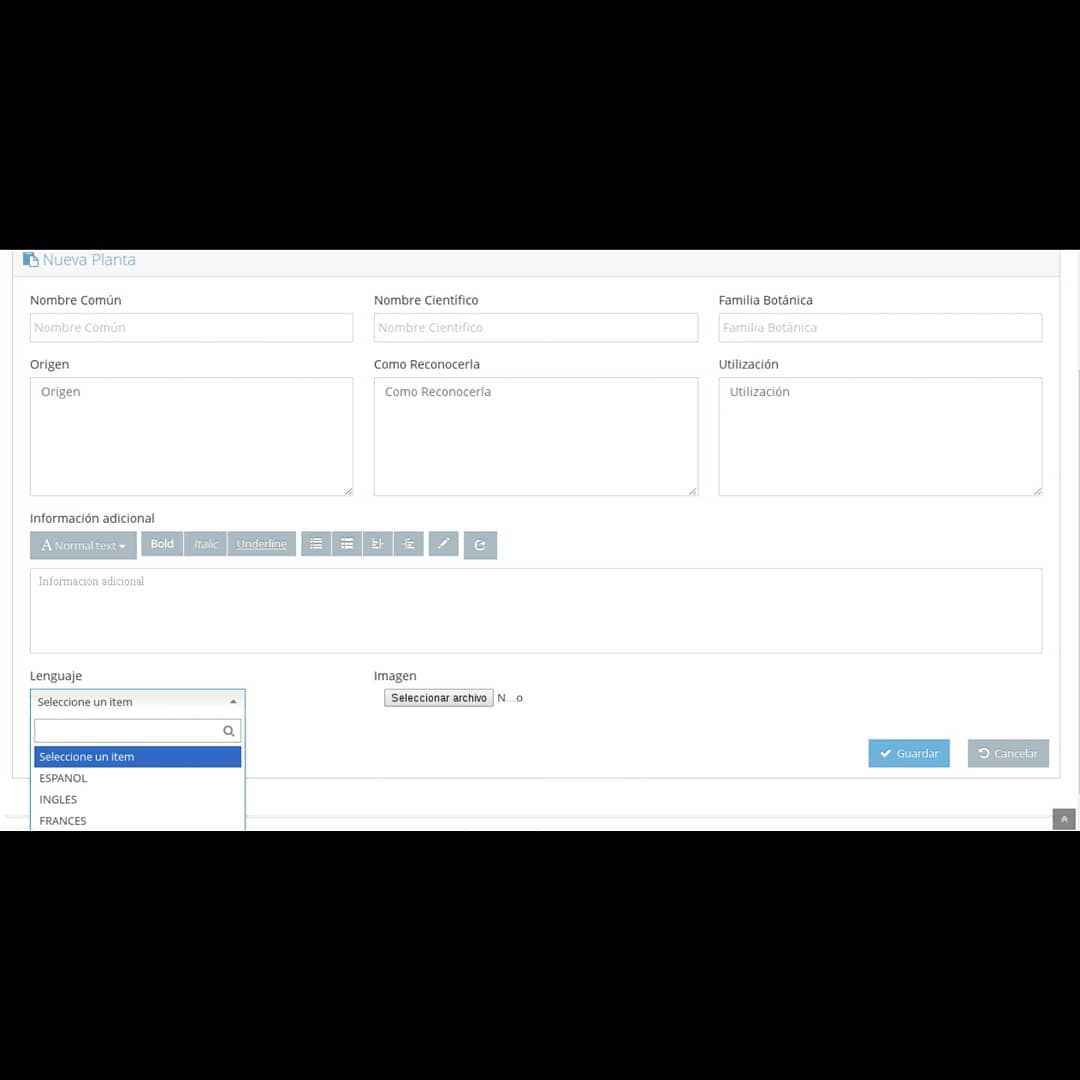 Nueva Planta
Nombre Común Nombre Científico Familia Botánica
Nombre Común Nombre Cientifico Familia Botánica
Origen Como Reconocerla Utilización
Origen Como Reconocerla Utilización
Información adicional
Normal text Bold Italic Underline
Información adicional
Lenguaje Imagen
Seleccione un item Seleccionar archivo N...o
Seleccione un item
Guardar Cancelar
ESPANOL
INGLES
FRANCES